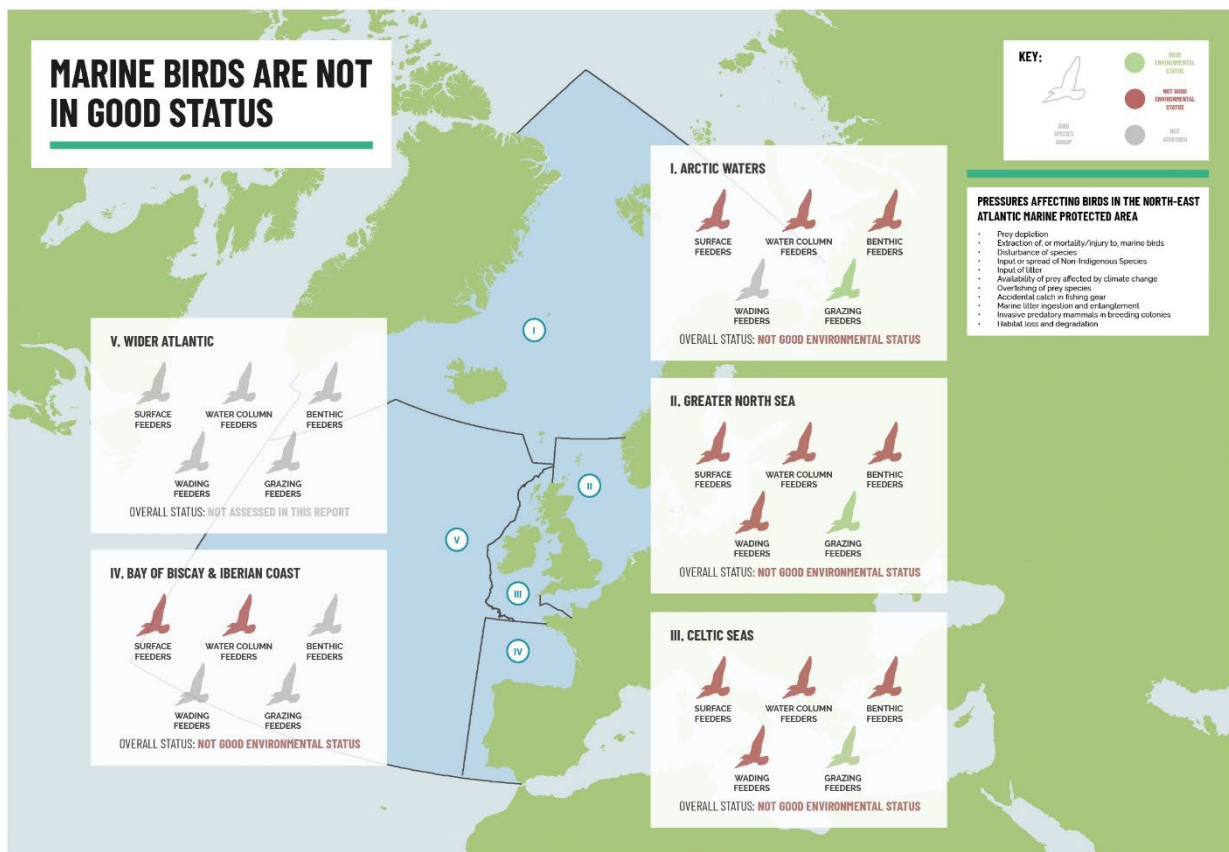 MARINE BIRDS ARE NOT
IN GOOD STATUS
KEY:
BIRD
SPECIES
GROUP
GOOD
ENVIRONMENTAL
STATUS
NOT GOOD
ENVIRONMENTAL
STATUS
NOT
ASSESSED
PRESSURES AFFECTING BIRDS IN THE NORTH-EAST
ATLANTIC MARINE PROTECTED AREA
• Prey depletion
• Extraction of, or mortality/injury to, marine birds
• Disturbance of species
• Input or spread of Non-Indigenous Species
• Input of litter
• Availability of prey affected by climate change
• Overfishing of prey species
• Accidental catch in fishing gear
• Marine litter ingestion and entanglement
• Invasive predatory mammals in breeding colonies
• Habitat loss and degradation
I. ARCTIC WATERS
SURFACE
FEEDERS
WATER COLUMN
FEEDERS
BENTHIC
FEEDERS
WADING
FEEDERS
GRAZING
FEEDERS
OVERALL STATUS: NOT GOOD ENVIRONMENTAL STATUS
II. GREATER NORTH SEA
SURFACE
FEEDERS
WATER COLUMN
FEEDERS
BENTHIC
FEEDERS
WADING
FEEDERS
GRAZING
FEEDERS
OVERALL STATUS: NOT GOOD ENVIRONMENTAL STATUS
III. CELTIC SEAS
SURFACE
FEEDERS
WATER COLUMN
FEEDERS
BENTHIC
FEEDERS
WADING
FEEDERS
GRAZING
FEEDERS
OVERALL STATUS: NOT GOOD ENVIRONMENTAL STATUS
V. WIDER ATLANTIC
SURFACE
FEEDERS
WATER COLUMN
FEEDERS
BENTHIC
FEEDERS
WADING
FEEDERS
GRAZING
FEEDERS
OVERALL STATUS: NOT ASSESSED IN THIS REPORT
IV. BAY OF BISCAY & IBERIAN COAST
SURFACE
FEEDERS
WATER COLUMN
FEEDERS
BENTHIC
FEEDERS
WADING
FEEDERS
GRAZING
FEEDERS
OVERALL STATUS: NOT GOOD ENVIRONMENTAL STATUS
I
II
V
III
IV